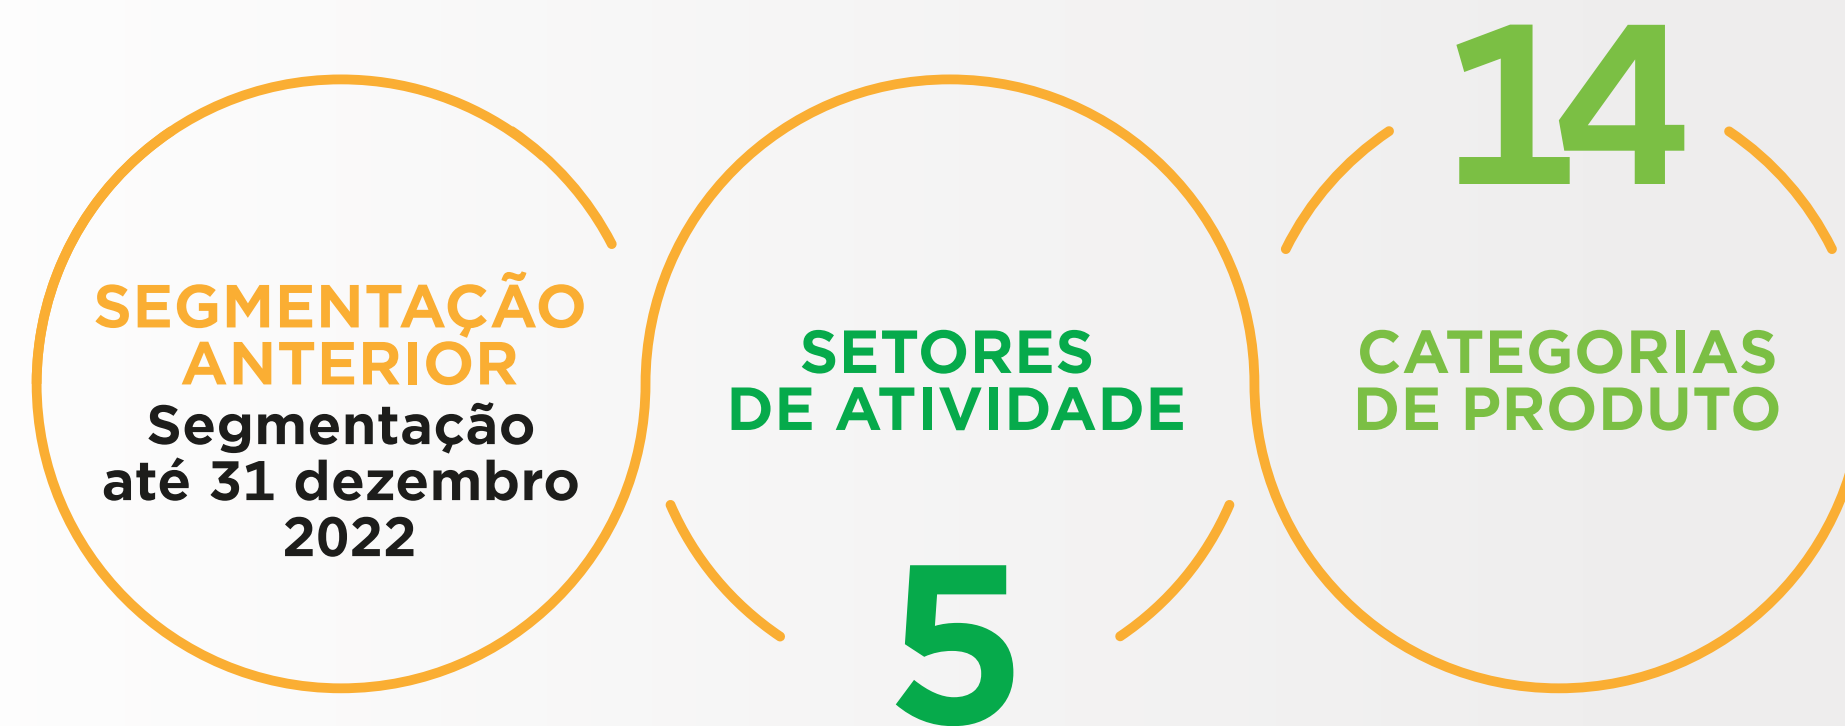 SEGMENTAÇÃO
ANTERIOR
Segmentação
até 31 dezembro
2022
SETORES
DE ATIVIDADE
5
14
CATEGORIAS
DE PRODUTO